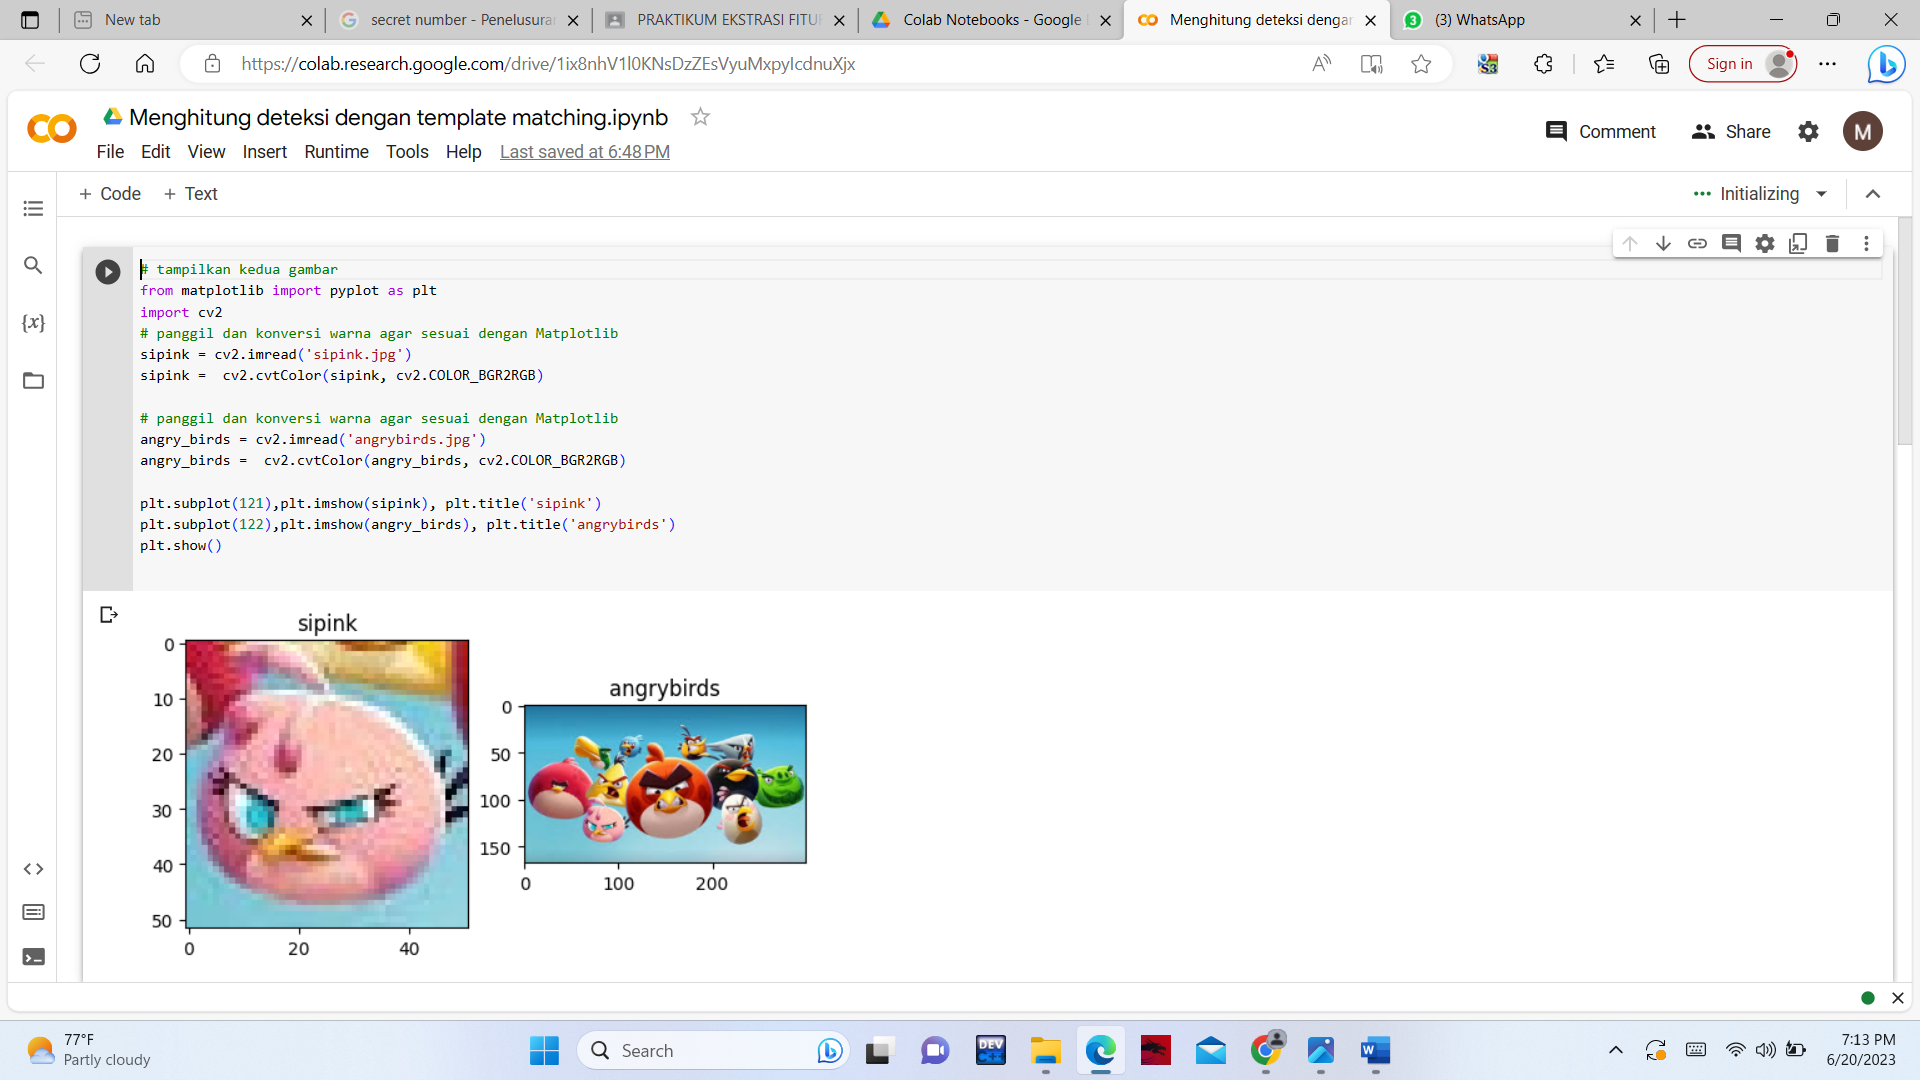 New tab
secret number - Penelusura
PRAKTIKUM EKSTRASI FITUR
Colab Notebooks - Google
Menghitung deteksi dengan
(3) WhatsApp
https://colab.research.google.com/drive/1ix8nhV1l0KNsDzZEsVyuMxpyIcdnuXjx
Sign in
Menghitung deteksi dengan template matching.ipynb
Comment
Share
M
File Edit View Insert Runtime Tools Help Last saved at 6:48 PM
+ Code + Text
Initializing
# tampilkan kedua gambar
from matplotlib import pyplot as plt
import cv2
# panggil dan konversi warna agar sesuai dengan Matplotlib
sipink = cv2.imread('sipink.jpg')
sipink =  cv2.cvtColor(sipink, cv2.COLOR_BGR2RGB)
# panggil dan konversi warna agar sesuai dengan Matplotlib
angry_birds = cv2.imread('angrybirds.jpg')
angry_birds =  cv2.cvtColor(angry_birds, cv2.COLOR_BGR2RGB)
plt.subplot(121),plt.imshow(sipink), plt.title('sipink')
plt.subplot(122),plt.imshow(angry_birds), plt.title('angrybirds')
plt.show()
sipink
0
10
20
30
40
50
0 20 40
angrybirds
0
50
100
150
0 100 200
77°F
Partly cloudy
Search
DEV
C++
7:13 PM
6/20/2023